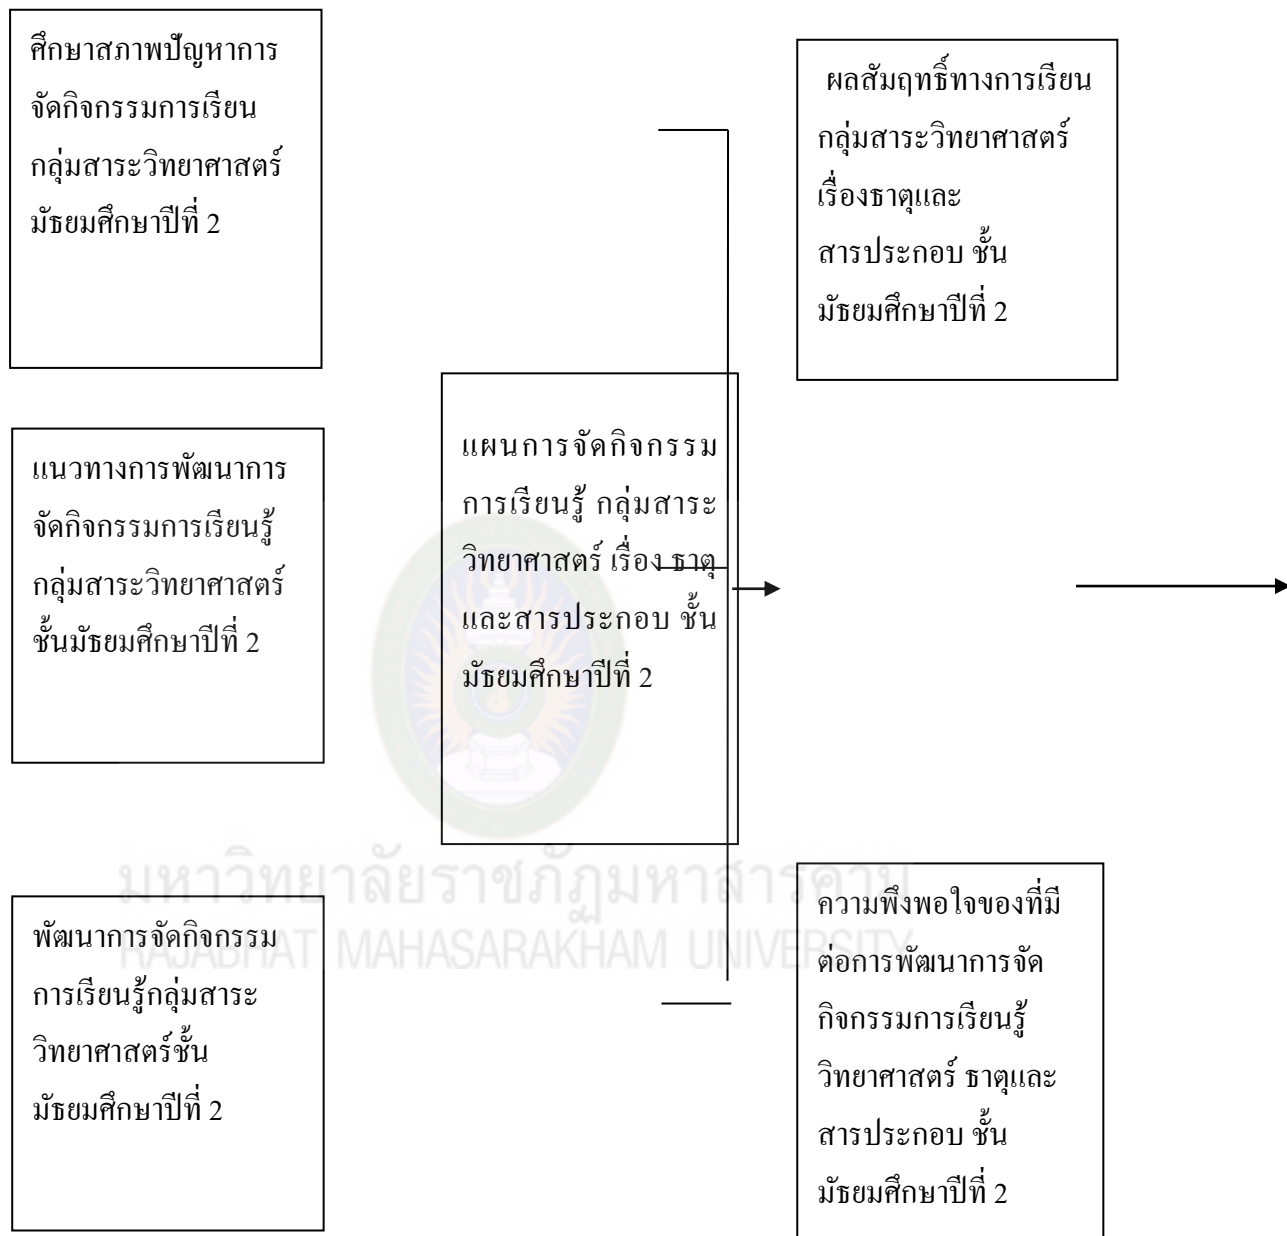 ศึกษาสภาพปัญหาการ
จัดกิจกรรมการเรียน
กลุ่มสาระวิทยาศาสตร์
มัธยมศึกษาปีที่ 2
แนวทางการพัฒนาการ
จัดกิจกรรมการเรียนรู้
กลุ่มสาระวิทยาศาสตร์
ชั้นมัธยมศึกษาปีที่ 2
พัฒนาการจัดกิจกรรม
การเรียนรู้กลุ่มสาระ
วิทยาศาสตร์ชั้น
มัธยมศึกษาปีที่ 2
แผนการจัดกิจกรรม
การเรียนรู้ กลุ่มสาระ
วิทยาศาสตร์ เรื่อง ธาตุ
และสารประกอบ ชั้น
มัธยมศึกษาปีที่ 2
ผลสัมฤทธิ์ทางการเรียน
กลุ่มสาระวิทยาศาสตร์
เรื่องธาตุและ
สารประกอบ ชั้น
มัธยมศึกษาปีที่ 2
ความพึงพอใจของที่มี
ต่อการพัฒนาการจัด
กิจกรรมการเรียนรู้
วิทยาศาสตร์ ธาตุและ
สารประกอบ ชั้น
มัธยมศึกษาปีที่ 2
มหาวิทยาลัยราชภัฏมหาสารคาม
RAJABHAT MAHASARAKHAM UNIVERSITY